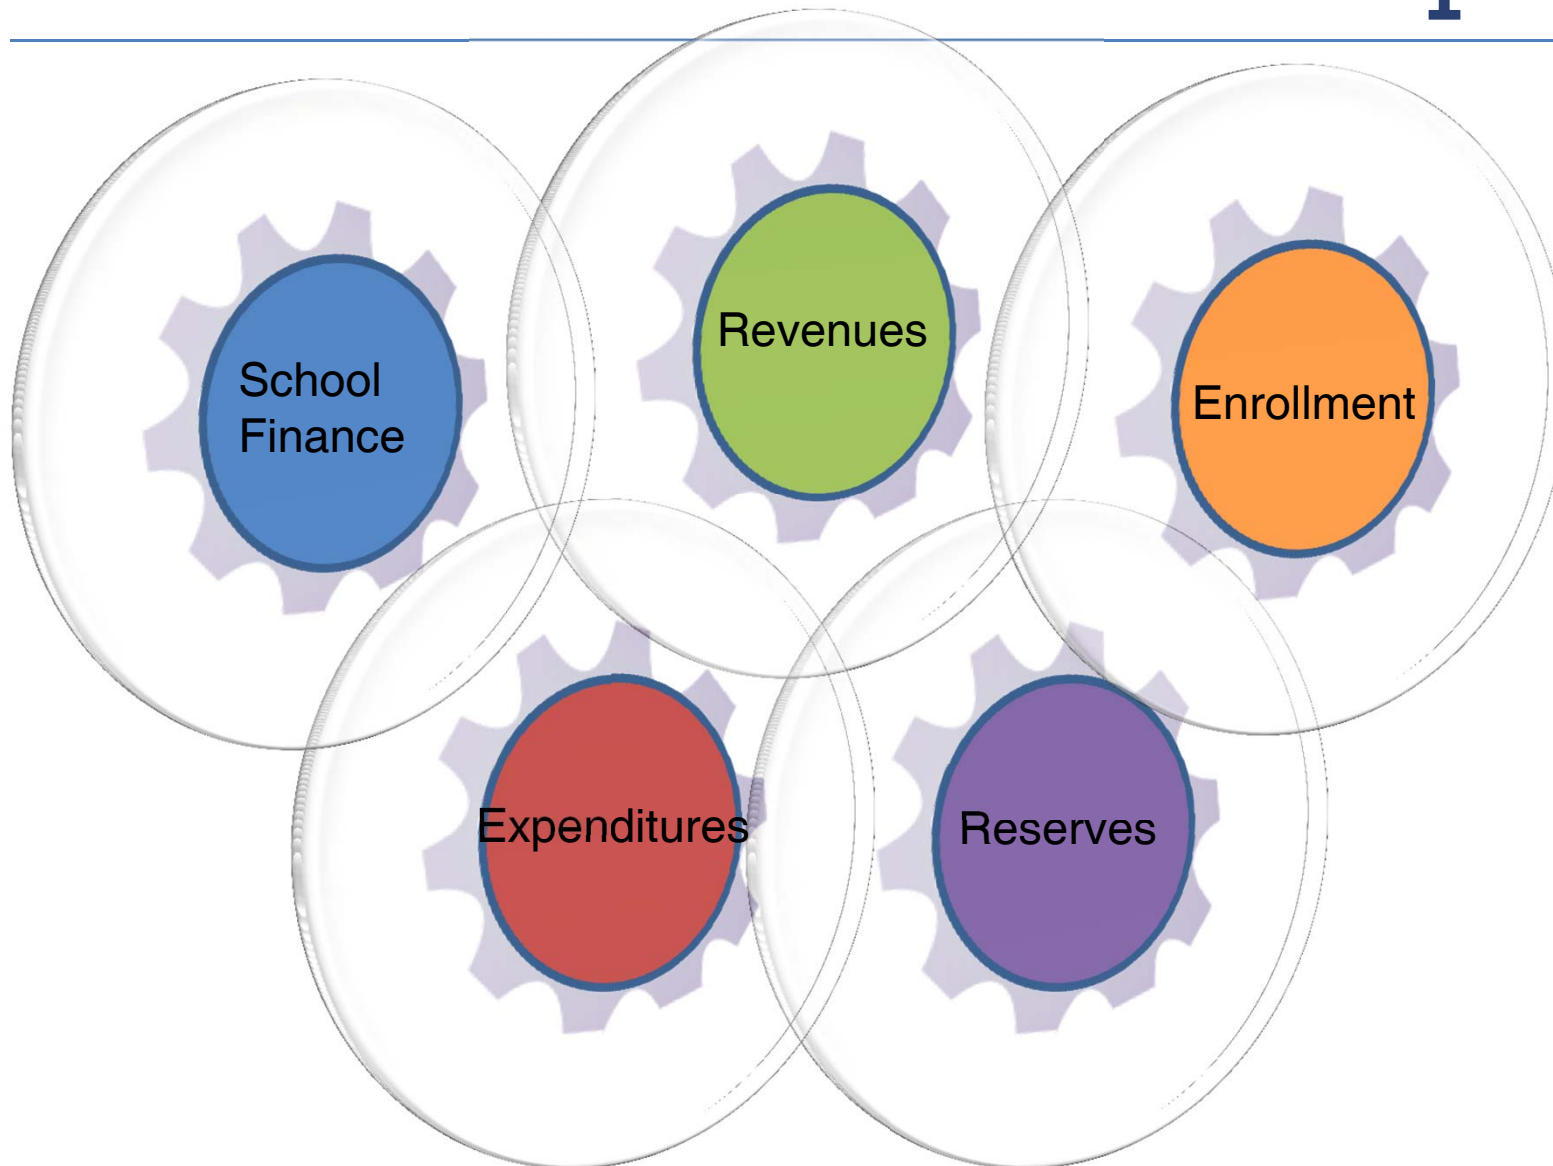 School
Finance
Revenues
Enrollment
Expenditures
Reserves